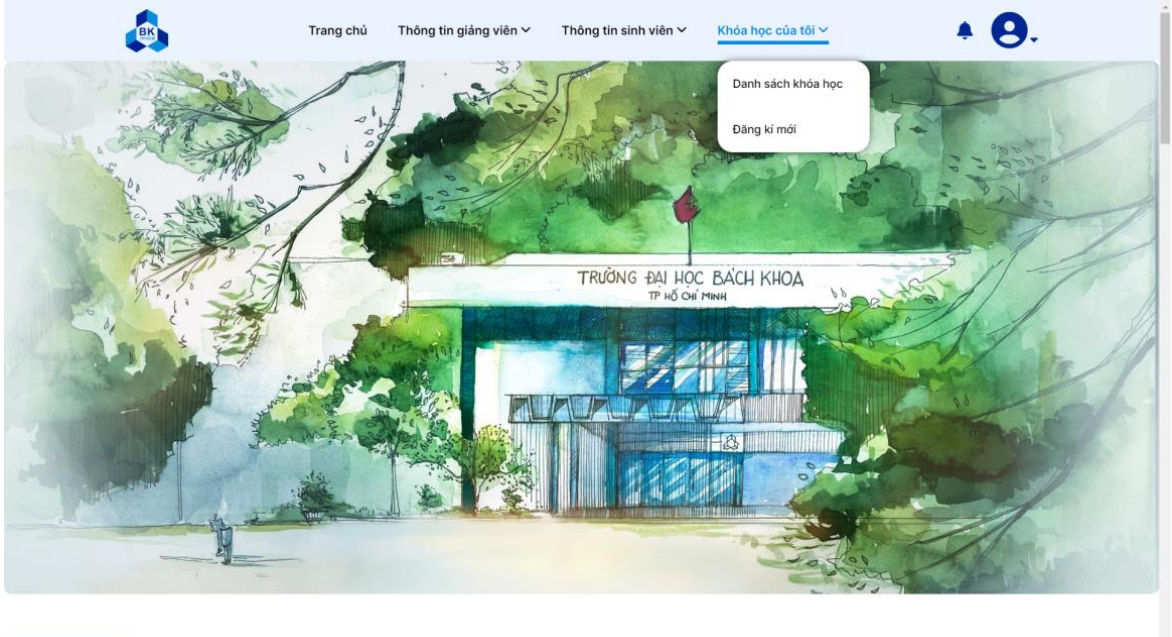 BK
Trang chủ
Thông tin giảng viên
Thông tin sinh viên
Khóa học của tôi
Danh sách khóa học
Đăng kí mới
TRƯỜNG ĐẠI HỌC BÁCH KHOA
TP HỒ CHÍ MINH